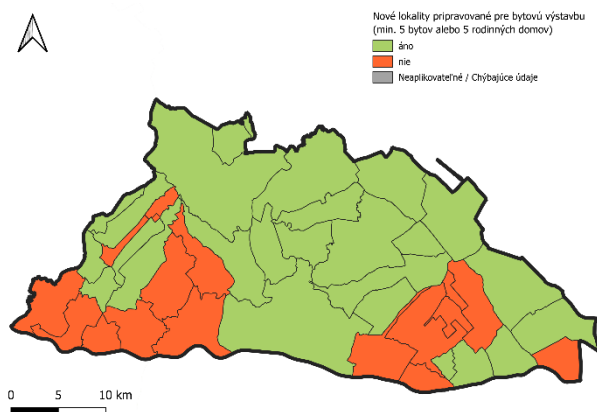 Nové lokality pripravované pre bytovú výstavbu
(min. 5 bytov alebo 5 rodinných domov)
áno
nie
Neaplikovateľné / Chýbajúce údaje
0 5 10 km